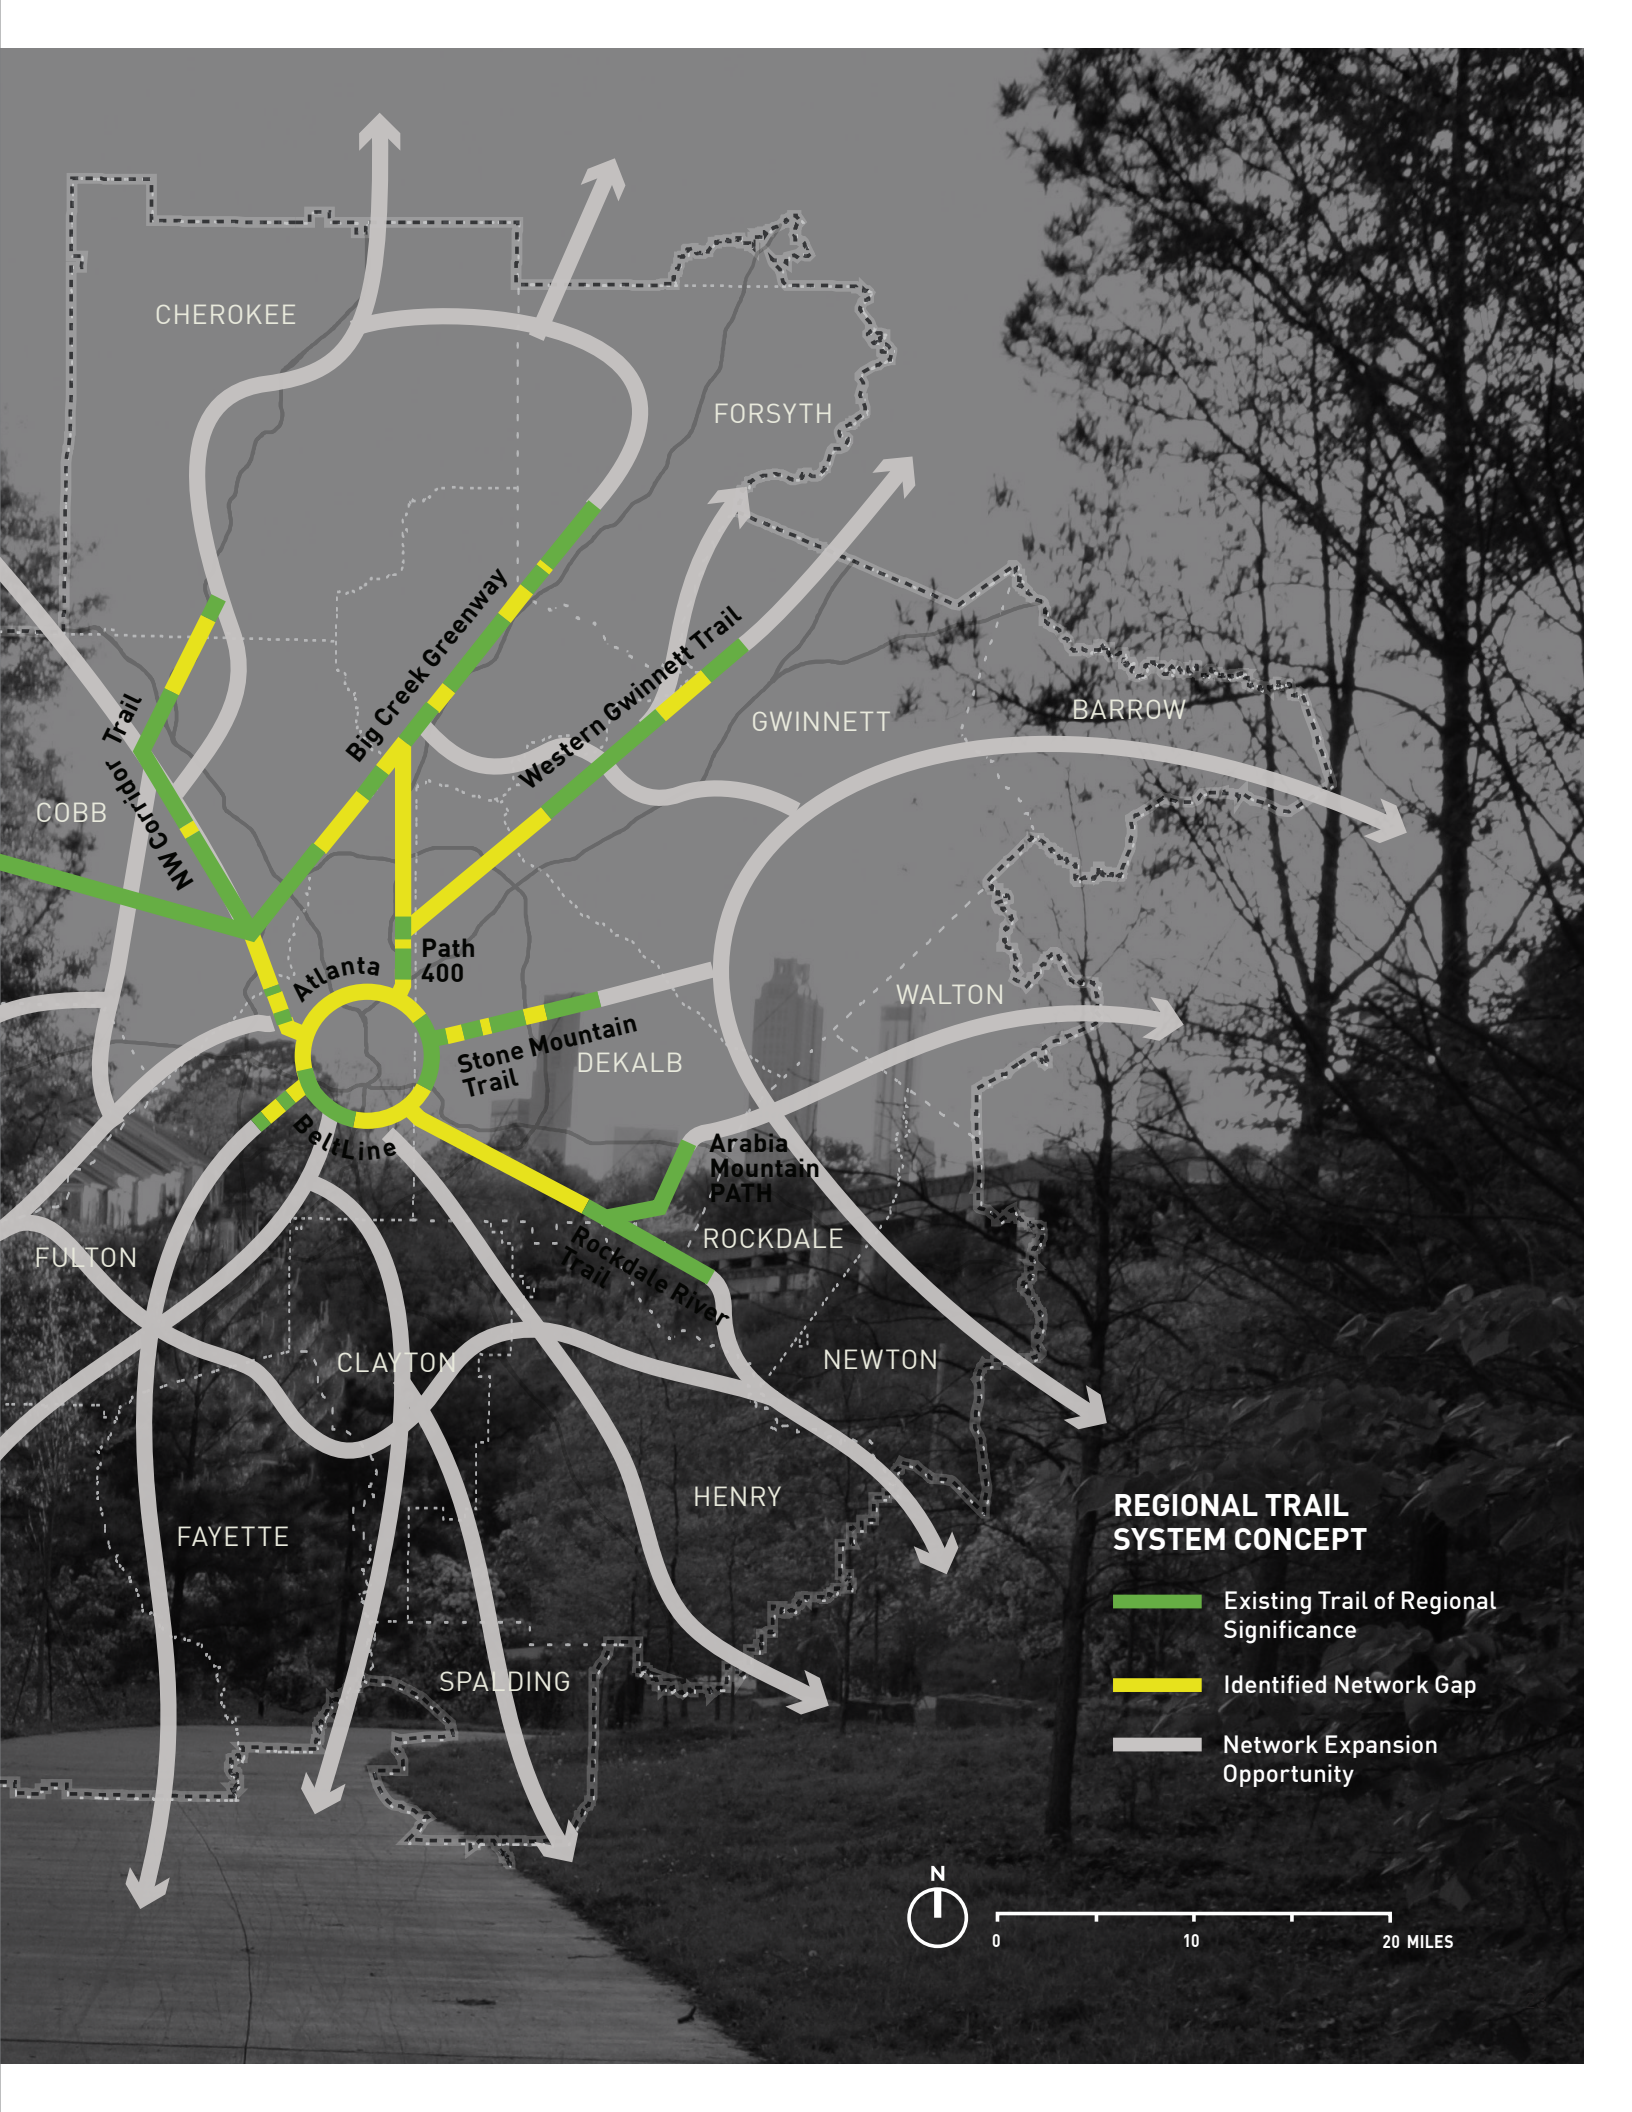 CHEROKEE
FORSYTH
Big Creek Greenway
Western Gwinnett Trail
NW Corridor Trail
GWINNETT
BARROW
COBB
Path
400
Atlanta
BeltLine
WALTON
Stone Mountain
Trail
DEKALB
Arabia
Mountain
PATH
ROCKDALE
Rockdale River
Trail
FULTON
CLAYTON
NEWTON
HENRY
FAYETTE
SPALDING
REGIONAL TRAIL
SYSTEM CONCEPT
Existing Trail of Regional
Significance
Identified Network Gap
Network Expansion
Opportunity
N
0 10 20 MILES